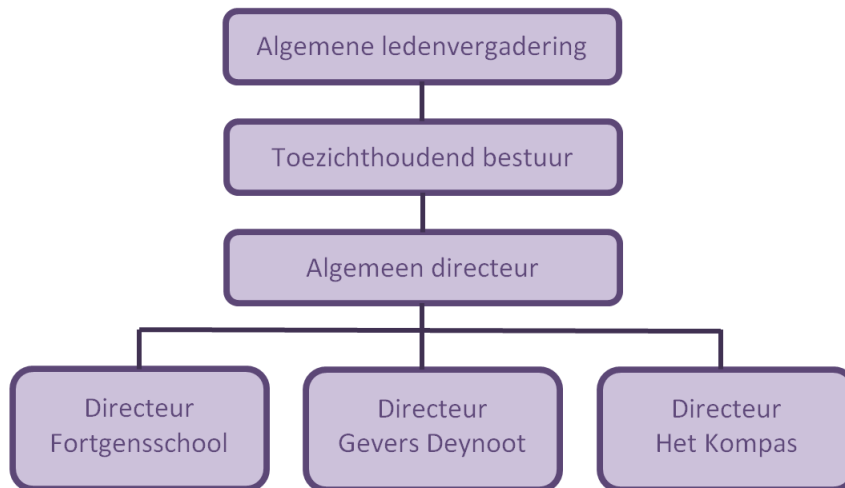 Algemene ledenvergadering
Toezichthoudend bestuur
Algemeen directeur
Directeur
Fortgensschool
Directeur
Gevers Deynoot
Directeur
Het Kompas